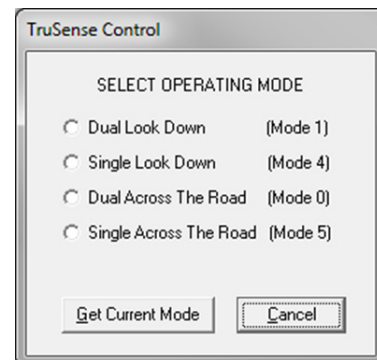 TruSense Control
SELECT OPERATING MODE
Dual Look Down (Mode 1)
Single Look Down (Mode 4)
Dual Across The Road (Mode 0)
Single Across The Road (Mode 5)
Get Current Mode Cancel